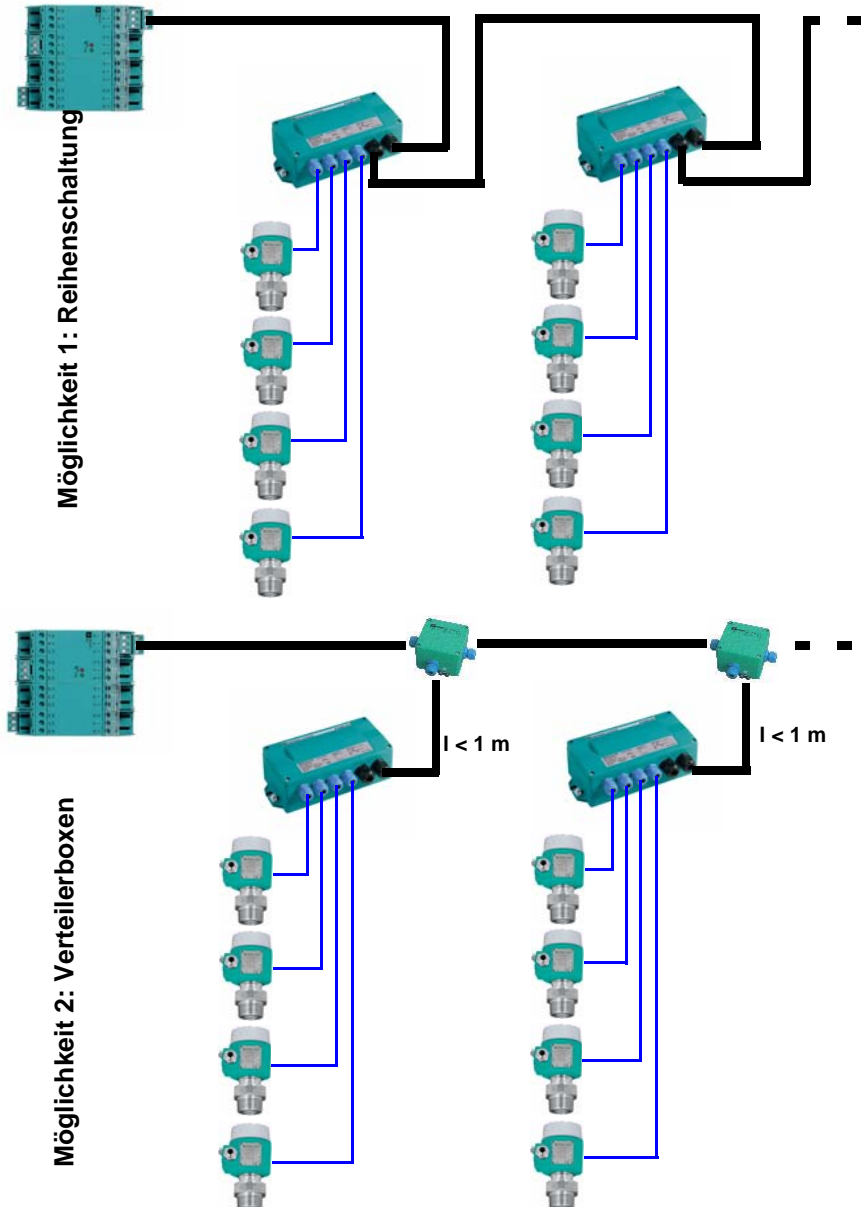 Möglichkeit 1: Reihenschaltung
Möglichkeit 2: Verteilerboxen
l < 1 m
l < 1 m